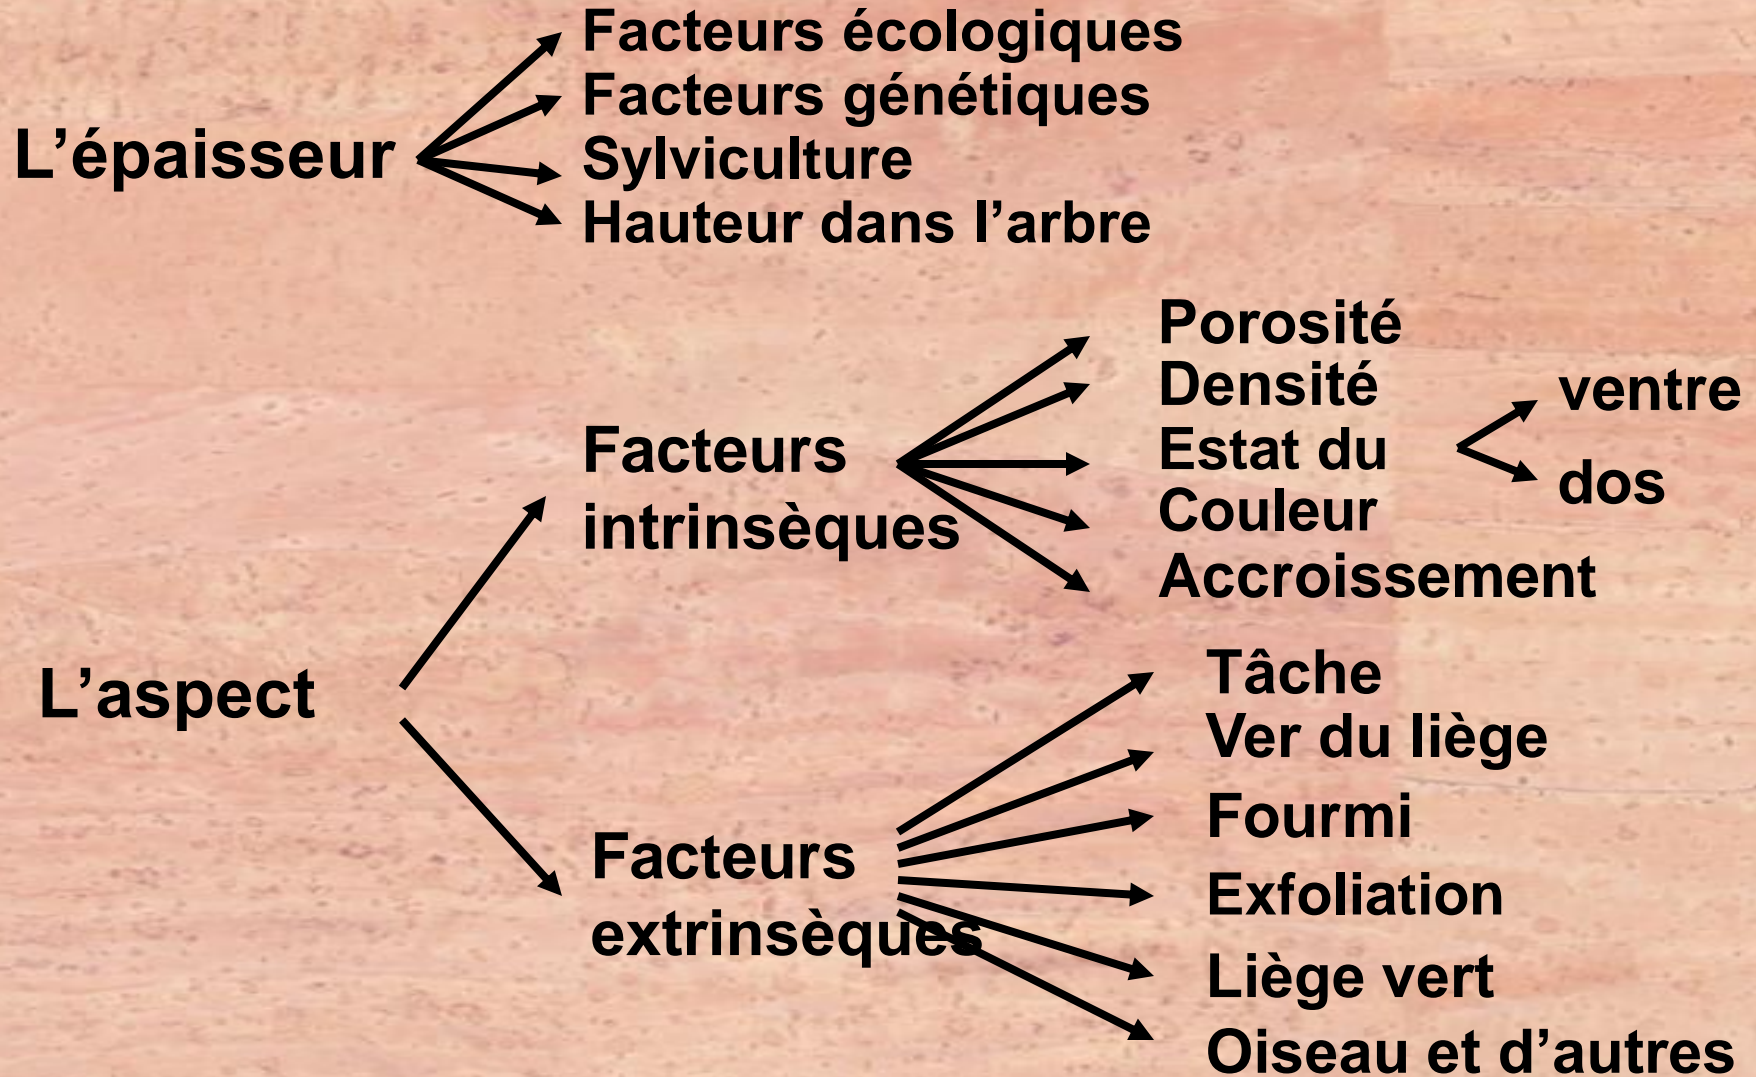 L’épaisseur
Facteurs écologiques
Facteurs génétiques
Sylviculture
Hauteur dans l’arbre
L’aspect
Facteurs
intrinsèques
Porosité
Densité
Estat du
ventre
dos
Couleur
Accroissement
Facteurs
extrinsèques
Tâche
Ver du liège
Fourmi
Exfoliation
Liège vert
Oiseau et d’autres